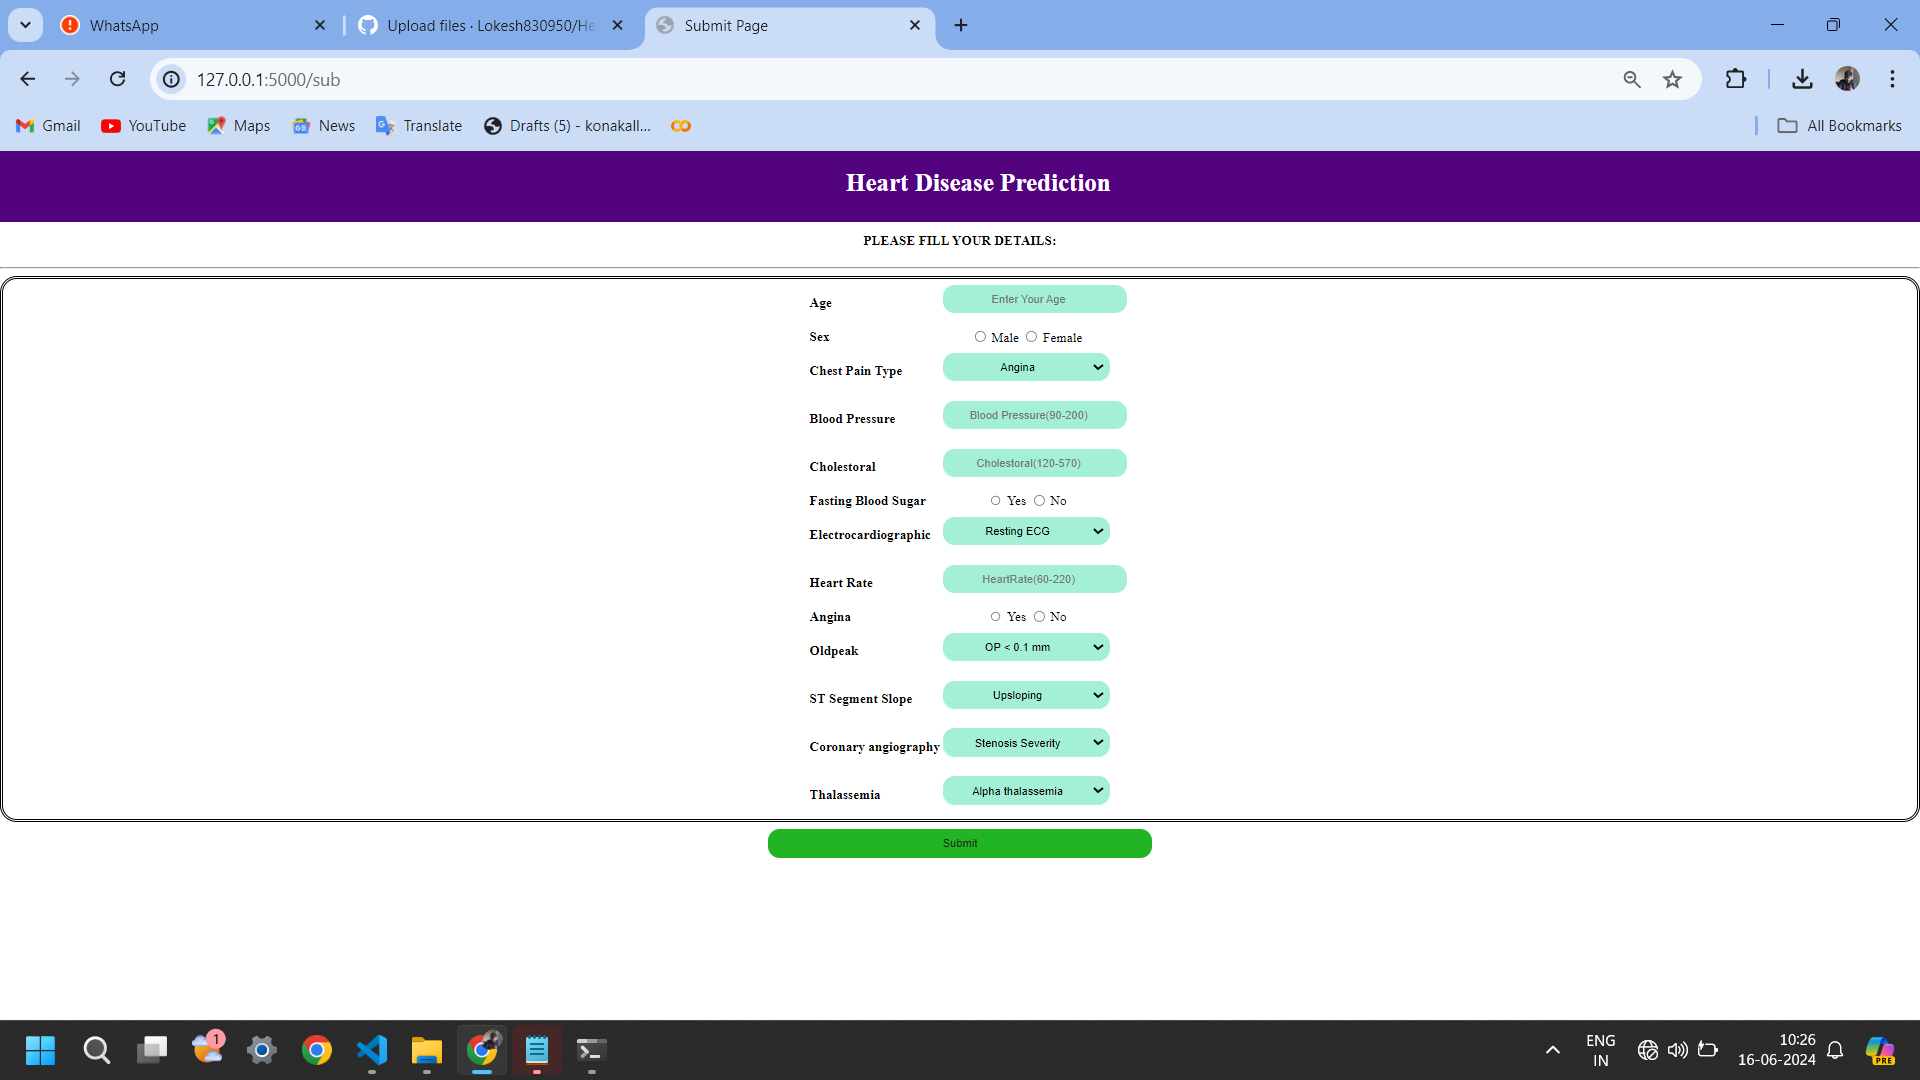 WhatsApp
Upload files · Lokesh830950/He
Submit Page
127.0.0.1:5000/sub
Gmail
YouTube
Maps
News
Translate
Drafts (5) - konakall...
All Bookmarks
Heart Disease Prediction
PLEASE FILL YOUR DETAILS:
Age Enter Your Age
Sex Male Female
Chest Pain Type Angina
Blood Pressure Blood Pressure(90-200)
Cholestoral Cholestoral(120-570)
Fasting Blood Sugar Yes No
Electrocardiographic Resting ECG
Heart Rate HeartRate(60-220)
Angina Yes No
Oldpeak OP < 0.1 mm
ST Segment Slope Upsloping
Coronary angiography Stenosis Severity
Thalassemia Alpha thalassemia
Submit
1
ENG
IN
10:26
16-06-2024
PRE